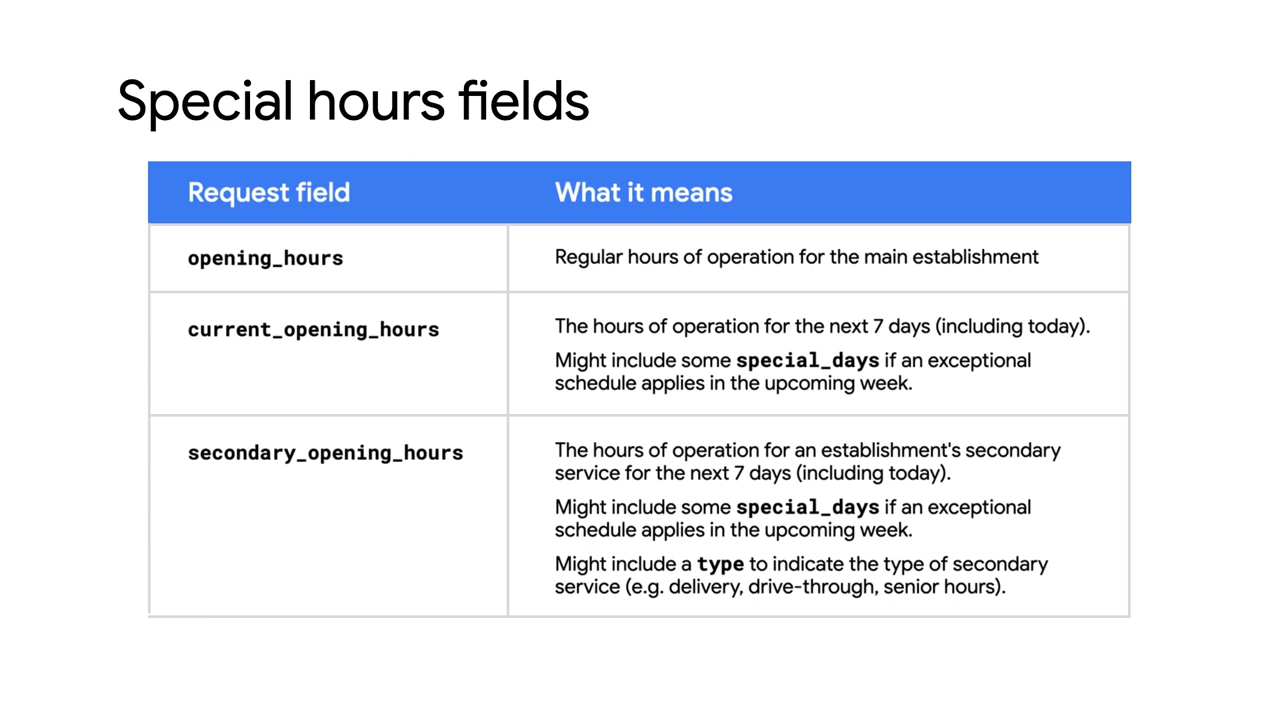 Special hours fields
Request field
What it means
opening_hours
Regular hours of operation for the main establishment
current_opening_hours
The hours of operation for the next 7 days (including today).
Might include some special_days if an exceptional
schedule applies in the upcoming week.
secondary_opening_hours
The hours of operation for an establishment's secondary
service for the next 7 days (including today).
Might include some special_days if an exceptional
schedule applies in the upcoming week.
Might include a type to indicate the type of secondary
service (e.g. delivery, drive-through, senior hours).